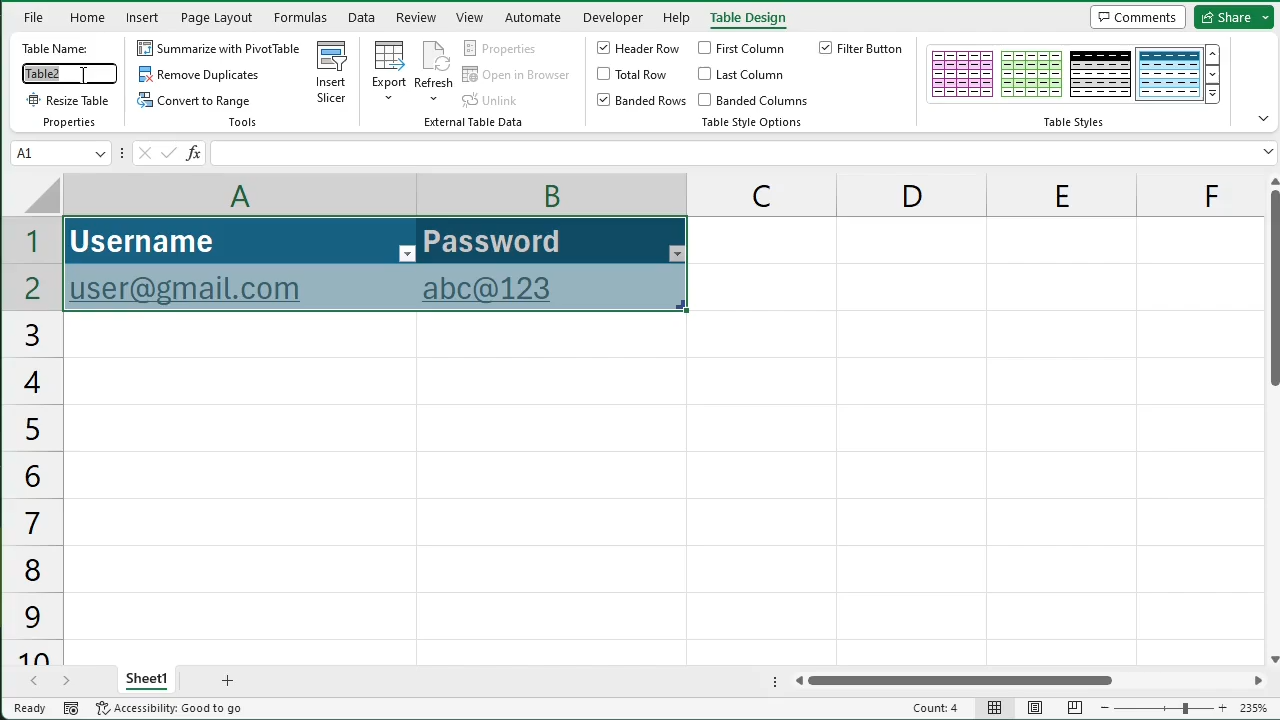 File Home Insert Page Layout Formulas Data Review View Automate Developer Help Table Design Comments Share
Table Name:
Table2
Resize Table
Properties
Summarize with PivotTable
Remove Duplicates
Convert to Range
Tools
Insert
Slicer
Export
Refresh
Properties
Open in Browser
Unlink
External Table Data
Header Row
Total Row
Banded Rows
First Column
Last Column
Banded Columns
Filter Button
Table Style Options
Table Styles
A1
fx
A B C D E F
1 Username Password
2 user@gmail.com abc@123
3
4
5
6
7
8
9
10
Sheet1
Ready Accessibility: Good to go Count: 4 235%